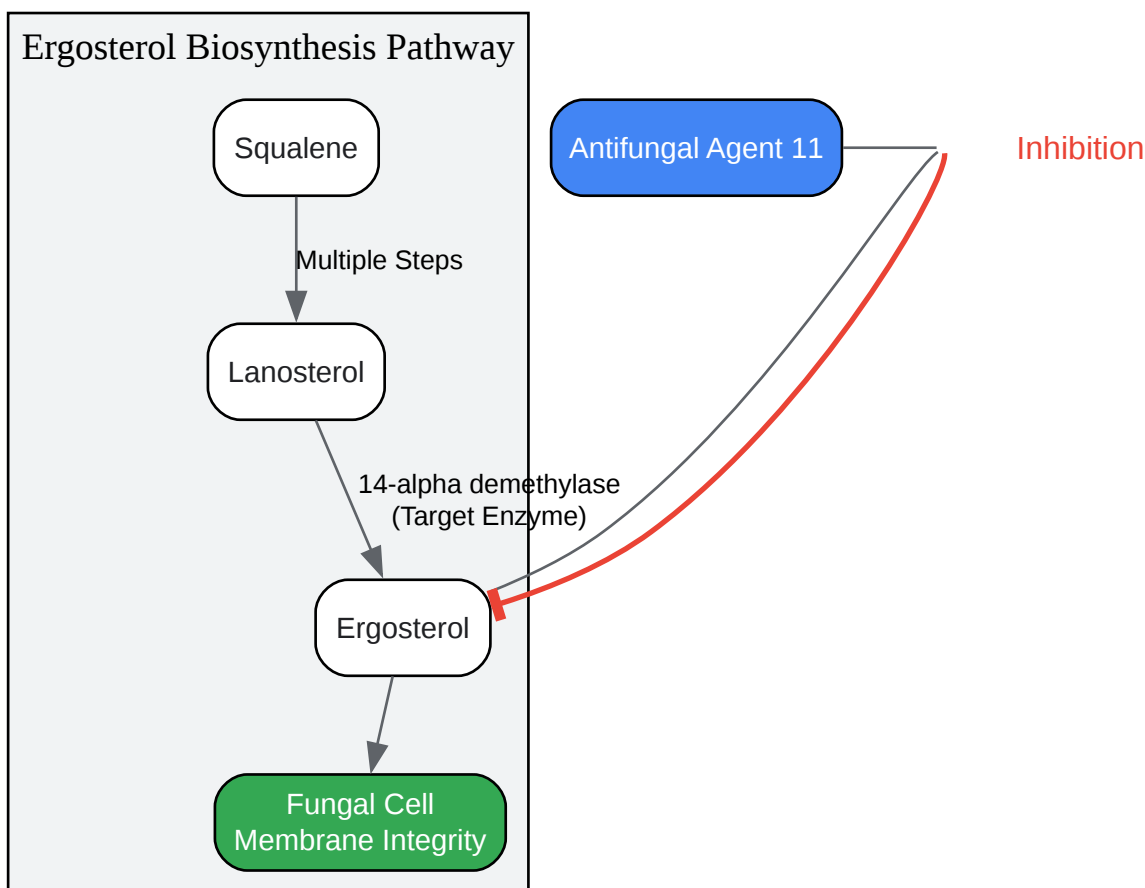 Ergosterol Biosynthesis Pathway
Squalene
Antifungal Agent 11
Inhibition
Multiple Steps
Lanosterol
14-alpha demethylase
(Target Enzyme)
Ergosterol
Fungal Cell
Membrane Integrity